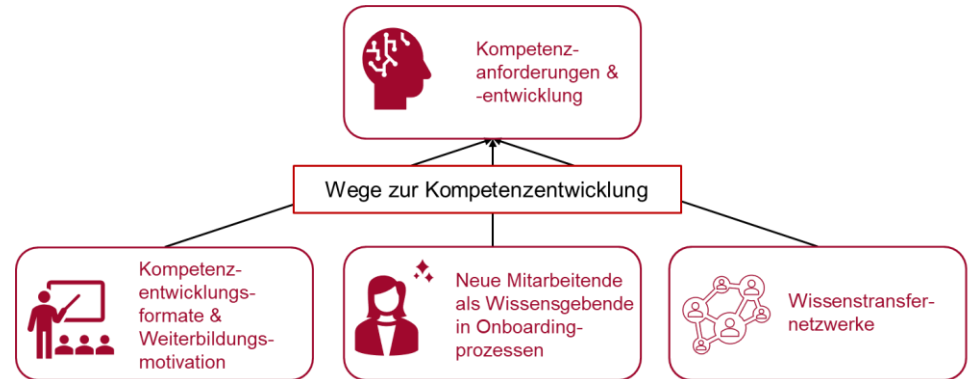 Kompetenz-
anforderungen &
-entwicklung
Wege zur Kompetenzentwicklung
Kompetenz-
entwicklungs-
formate &
Weiterbildungs-
motivation
Neue Mitarbeitende
als Wissensgebende
in Onboarding-
prozessen
Wissenstransfer-
netzwerke